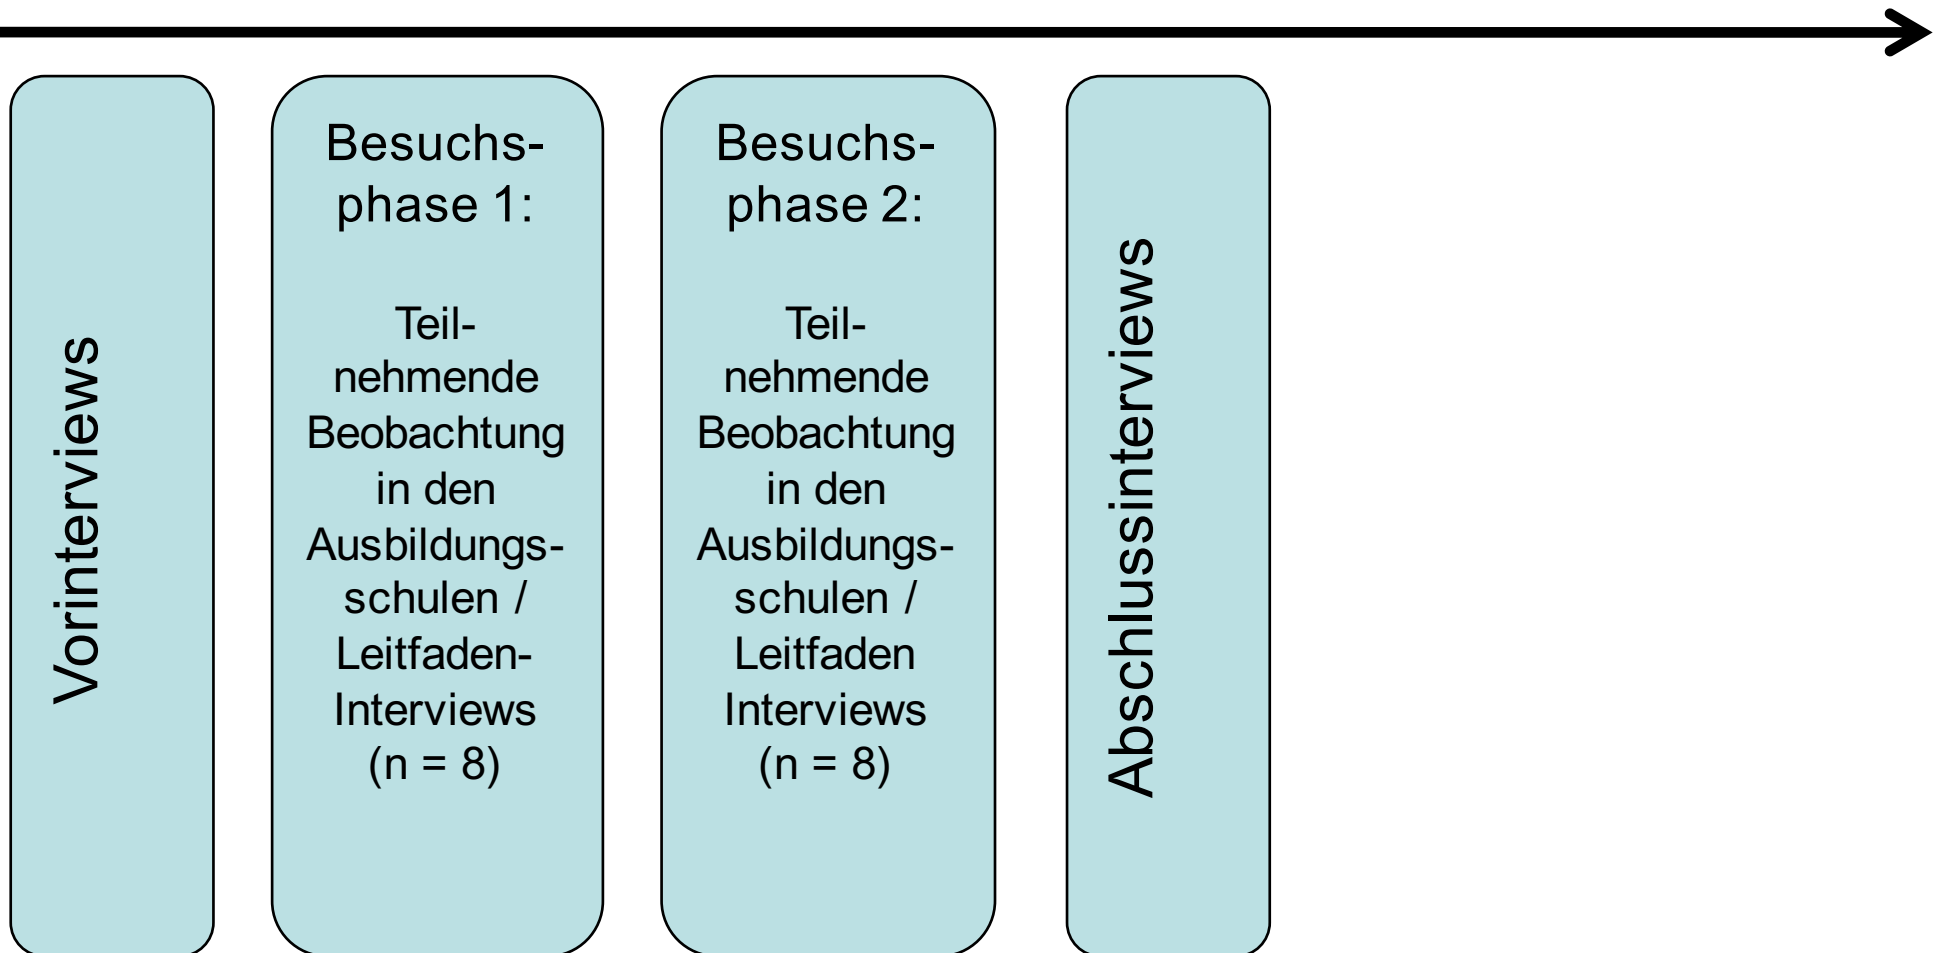 Vorinterviews
Besuchs-
phase 1:
Teil-
nehmende
Beobachtung
in den
Ausbildungs-
schulen /
Leitfaden-
Interviews
(n = 8)
Besuchs-
phase 2:
Teil-
nehmende
Beobachtung
in den
Ausbildungs-
schulen /
Leitfaden
Interviews
(n = 8)
Abschlussinterviews